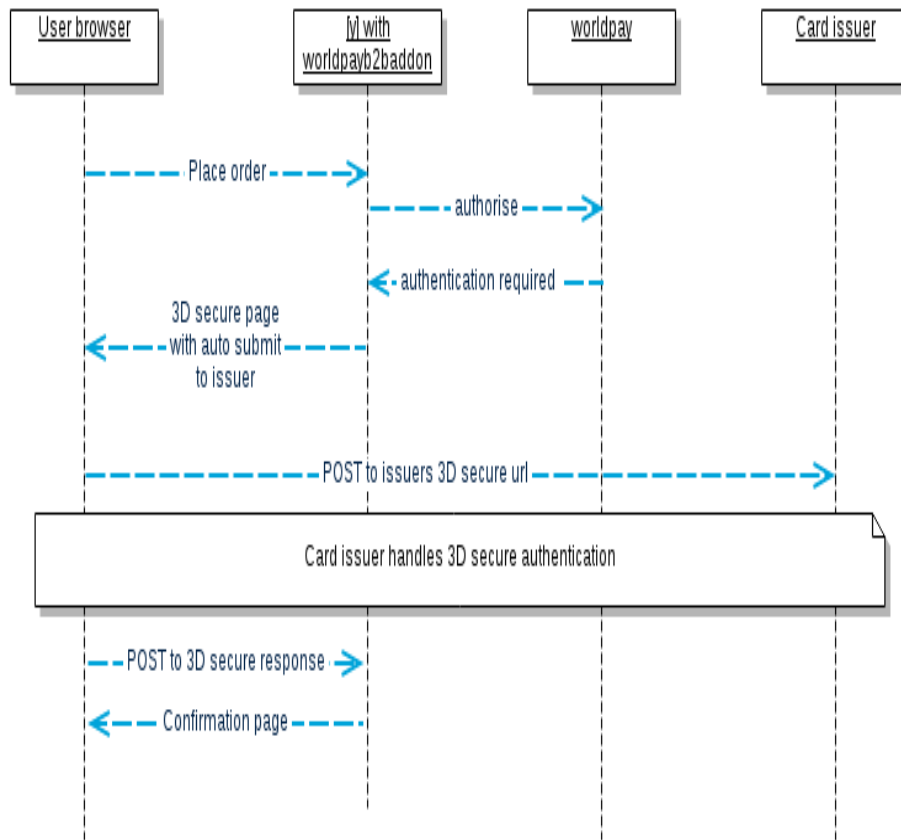 User browser
[y] with
worldpayb2baddon
worldpay
Card issuer
Place order
authorise
authentication required
3D secure page
with auto submit
to issuer
POST to issuers 3D secure url
Card issuer handles 3D secure authentication
POST to 3D secure response
Confirmation page